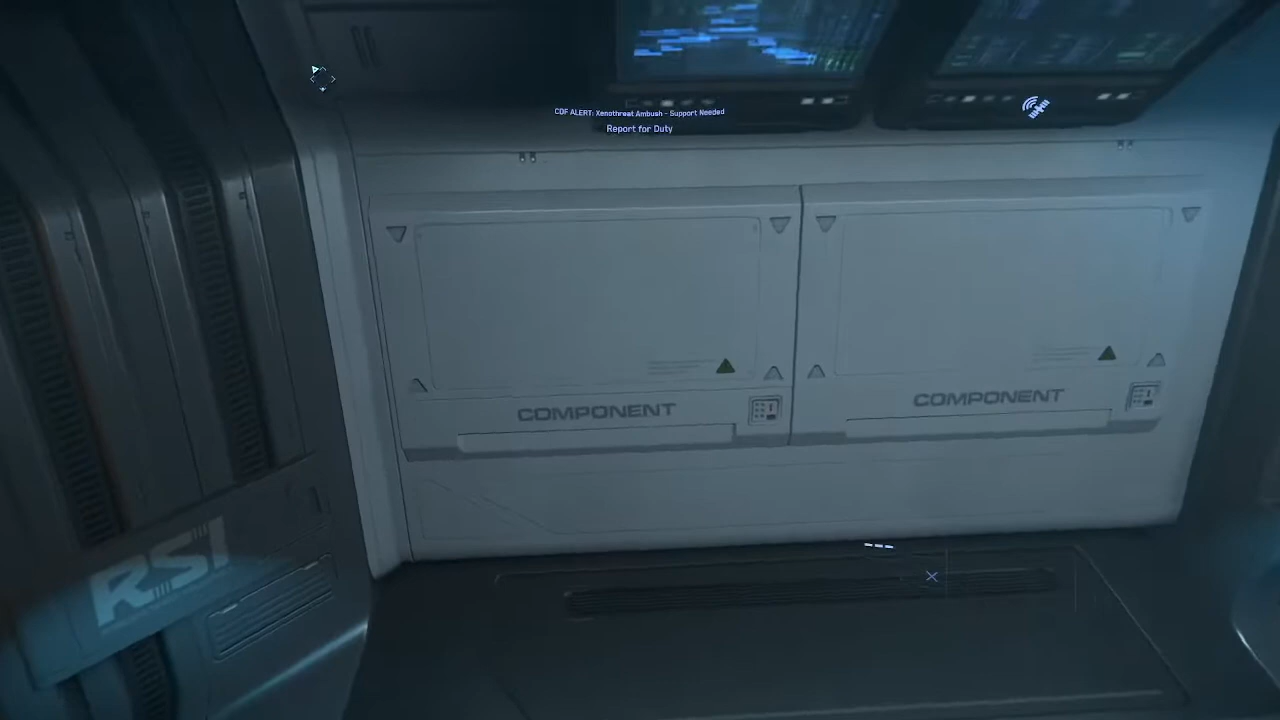 CDF ALERT: Xenothreat Ambush - Support Needed
Report for Duty
COMPONENT
COMPONENT
RSI